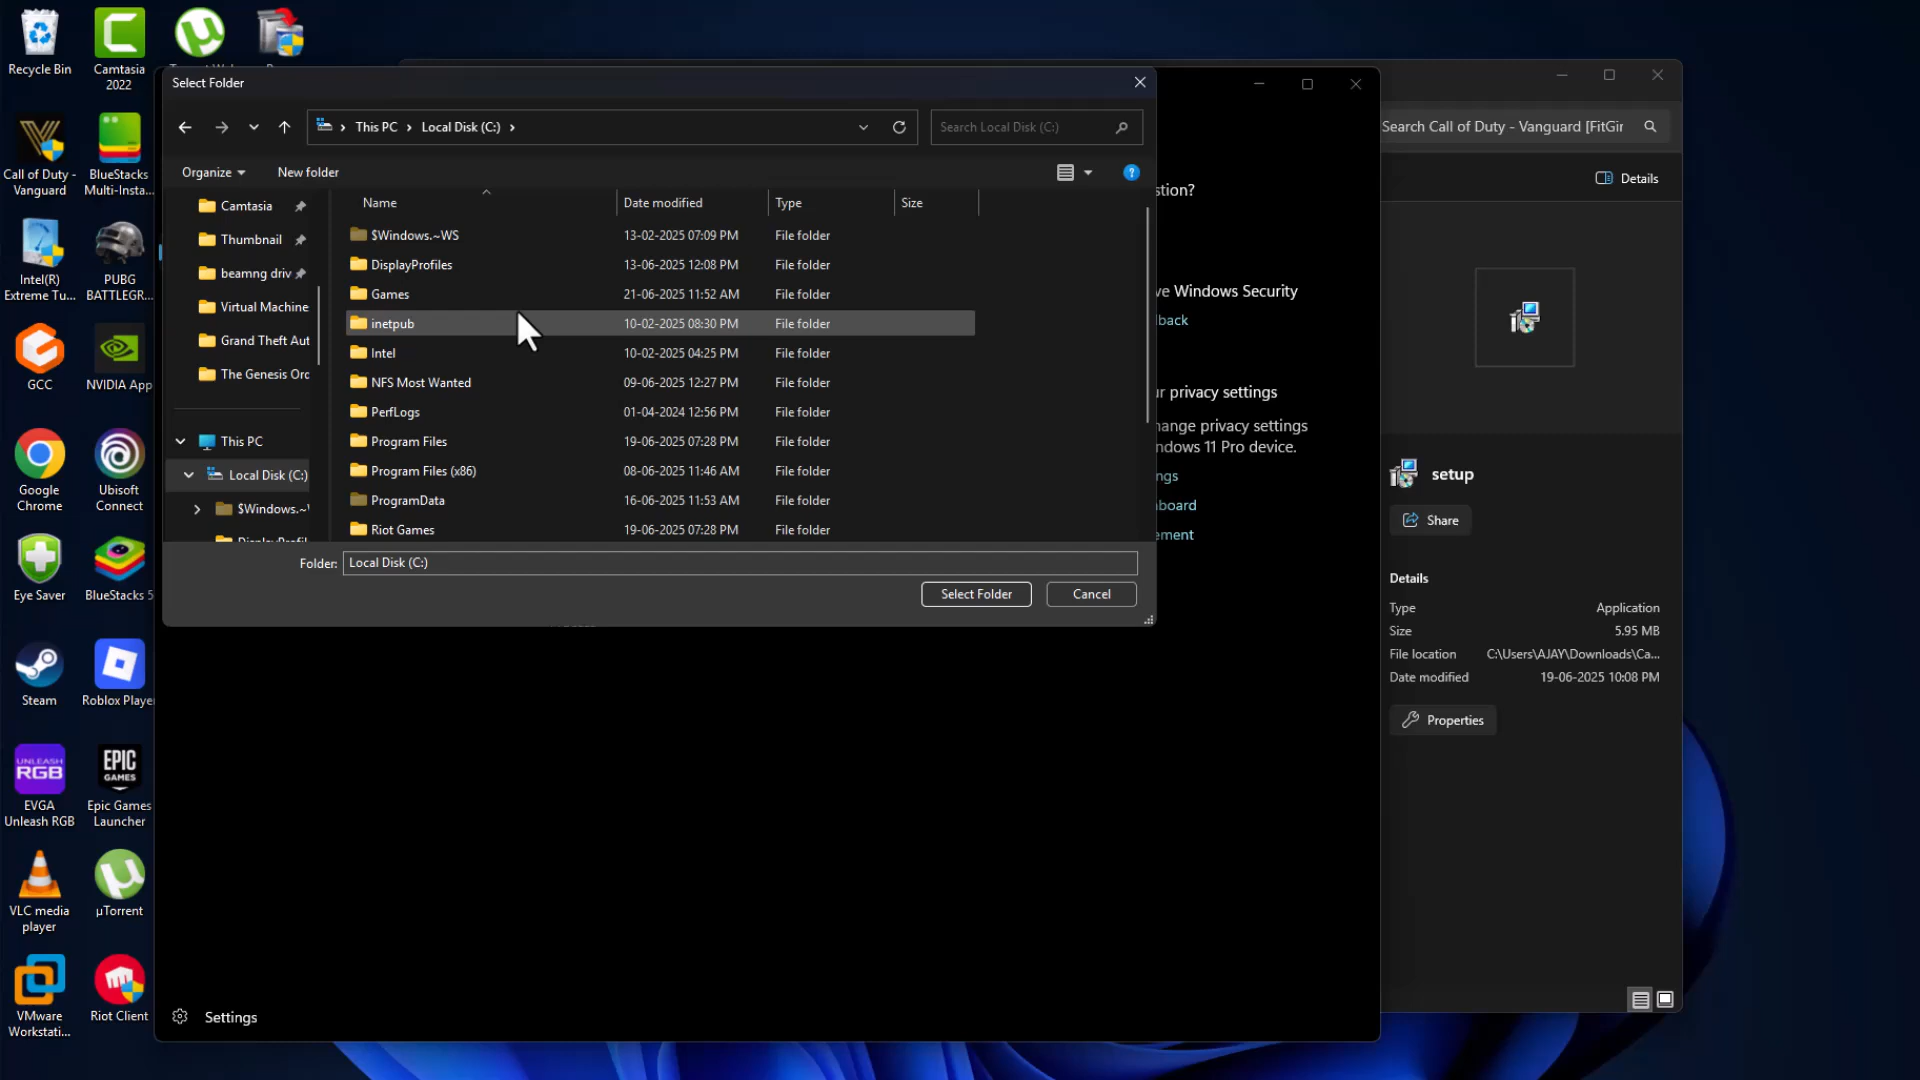 Recycle Bin
Camtasia
2022
Call of Duty -
Vanguard
BlueStacks
Multi-Insta...
Intel(R)
Extreme Tu...
PUBG
BATTLEGR...
GCC
NVIDIA App
Google
Chrome
Ubisoft
Connect
Eye Saver
BlueStacks 5
Steam
Roblox Player
UNLEASH
RGB
EVGA
Unleash RGB
EPIC
GAMES
Epic Games
Launcher
VLC media
player
µTorrent
VMware
Workstati...
Riot Client
Select Folder
This PC
Local Disk (C:)
Search Local Disk (C:)
Organize
New folder
Camtasia
Thumbnail
beamng driv
Virtual Machine
Grand Theft Aut
The Genesis Ord
This PC
Local Disk (C:)
$Windows.~
DisplayProfil
Name Date modified Type Size
$Windows.~WS 13-02-2025 07:09 PM File folder
DisplayProfiles 13-06-2025 12:08 PM File folder
Games 21-06-2025 11:52 AM File folder
inetpub 10-02-2025 08:30 PM File folder
Intel 10-02-2025 04:25 PM File folder
NFS Most Wanted 09-06-2025 12:27 PM File folder
PerfLogs 01-04-2024 12:56 PM File folder
Program Files 19-06-2025 07:28 PM File folder
Program Files (x86) 08-06-2025 11:46 AM File folder
ProgramData 16-06-2025 11:53 AM File folder
Riot Games 19-06-2025 07:28 PM File folder
Folder: Local Disk (C:)
Select Folder
Cancel
stion?
ve Windows Security
back
ur privacy settings
hange privacy settings
ndows 11 Pro device.
ngs
board
ement
Settings
Search Call of Duty - Vanguard [FitGir
Details
setup
Share
Details
Type Application
Size 5.95 MB
File location C:\Users\AJAY\Downloads\Ca...
Date modified 19-06-2025 10:08 PM
Properties